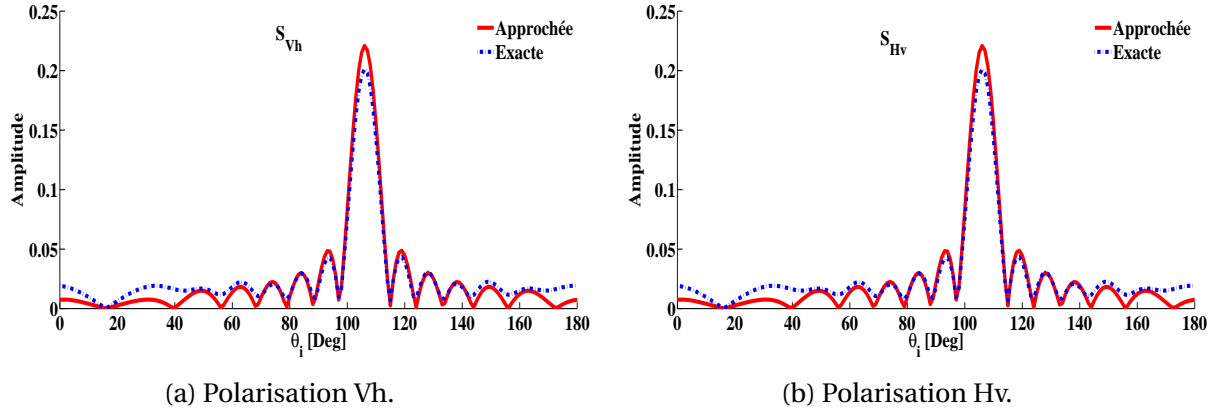 0.25
0.2
0.15
0.1
0.05
0
Amplitude
S_Vh
Approchée
Exacte
0 20 40 60 80 100 120 140 160 180
θ_i [Deg]
(a) Polarisation Vh.
0.25
0.2
0.15
0.1
0.05
0
Amplitude
S_Hv
Approchée
Exacte
0 20 40 60 80 100 120 140 160 180
θ_i [Deg]
(b) Polarisation Hv.